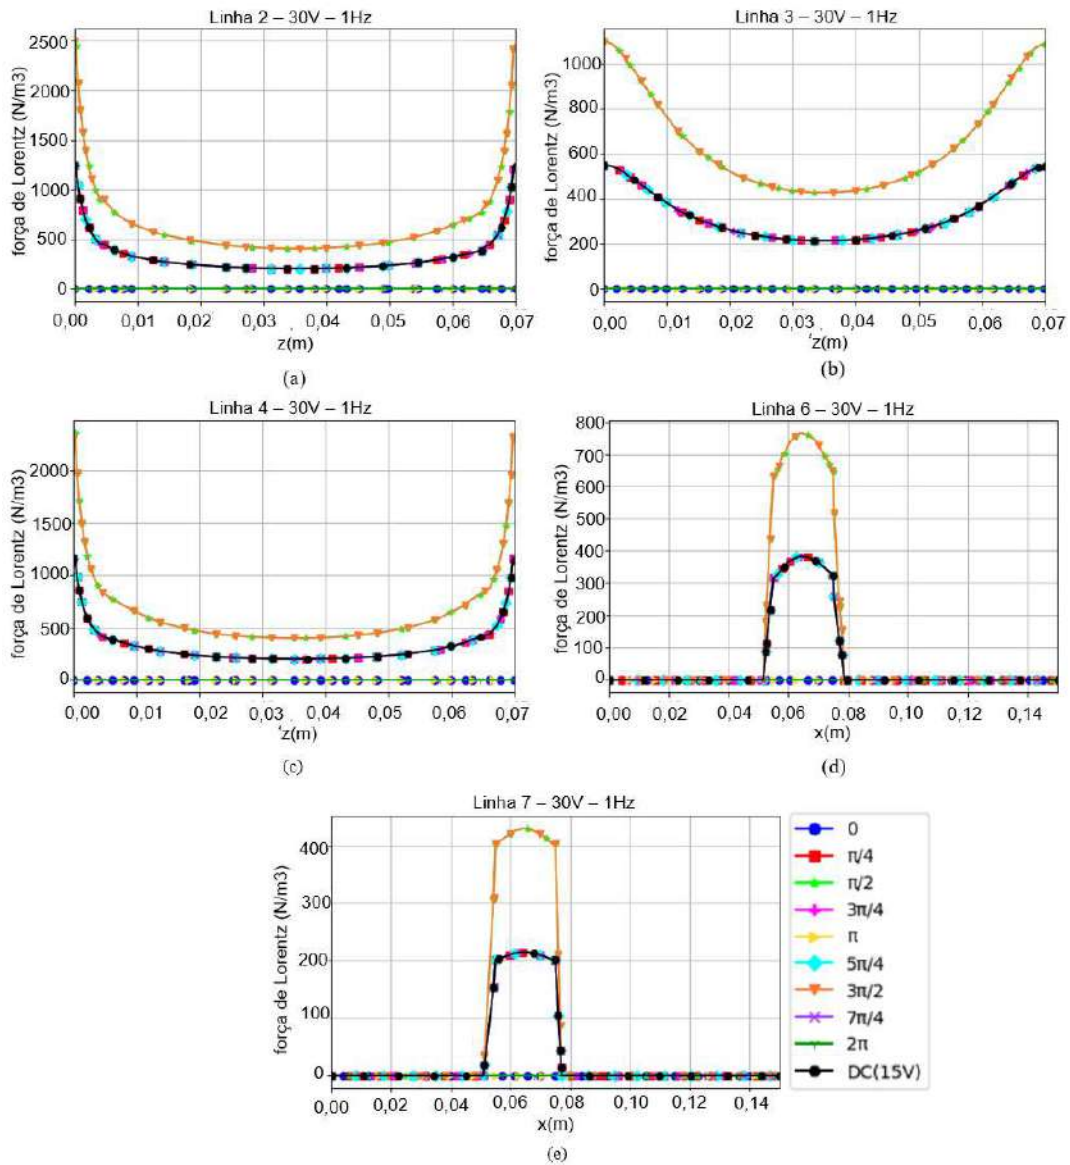 Linha 2 – 30V – 1Hz
força de Lorentz (N/m3)
2500
2000
1500
1000
500
0
0,00 0,01 0,02 0,03 0,04 0,05 0,06 0,07
z(m)
(a)
Linha 3 – 30V – 1Hz
força de Lorentz (N/m3)
1000
800
600
400
200
0
0,00 0,01 0,02 0,03 0,04 0,05 0,06 0,07
'z(m)
(b)
Linha 4 – 30V – 1Hz
força de Lorentz (N/m3)
2000
1500
1000
500
0
0,00 0,01 0,02 0,03 0,04 0,05 0,06 0,07
'z(m)
(c)
Linha 6 – 30V – 1Hz
força de Lorentz (N/m3)
800
700
600
500
400
300
200
100
0
0,00 0,02 0,04 0,06 0,08 0,10 0,12 0,14
x(m)
(d)
Linha 7 – 30V – 1Hz
força de Lorentz (N/m3)
400
300
200
100
0
0,00 0,02 0,04 0,06 0,08 0,10 0,12 0,14
x(m)
(e)
0
π/4
π/2
3π/4
π
5π/4
3π/2
7π/4
2π
DC(15V)